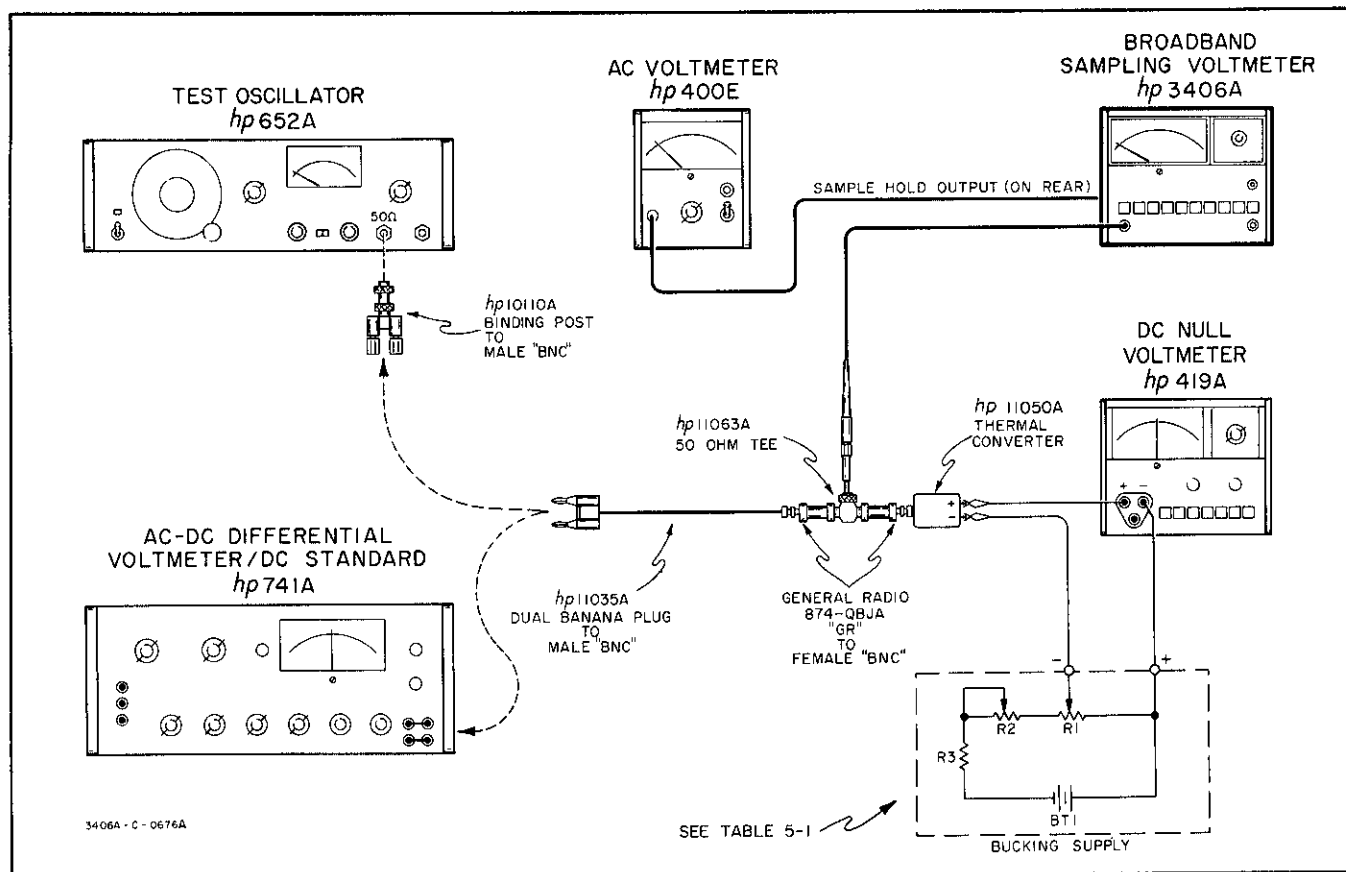 TEST OSCILLATOR
hp 652A
AC VOLTMETER
hp 400E
BROADBAND
SAMPLING VOLTMETER
hp 3406A
50Ω
SAMPLE HOLD OUTPUT (ON REAR)
hp 10110A
BINDING POST
TO
MALE "BNC"
DC NULL
VOLTMETER
hp 419A
hp 11063A
50 OHM TEE
hp 11050A
THERMAL
CONVERTER
+
-
+ -
AC-DC DIFFERENTIAL
VOLTMETER/DC STANDARD
hp 741A
hp 11035A
DUAL BANANA PLUG
TO
MALE "BNC"
GENERAL RADIO
874-QBJA
"GR"
TO
FEMALE "BNC"
- +
R2 R1
R3
BT1
BUCKING SUPPLY
SEE TABLE 5-1
3406A-C-0676A